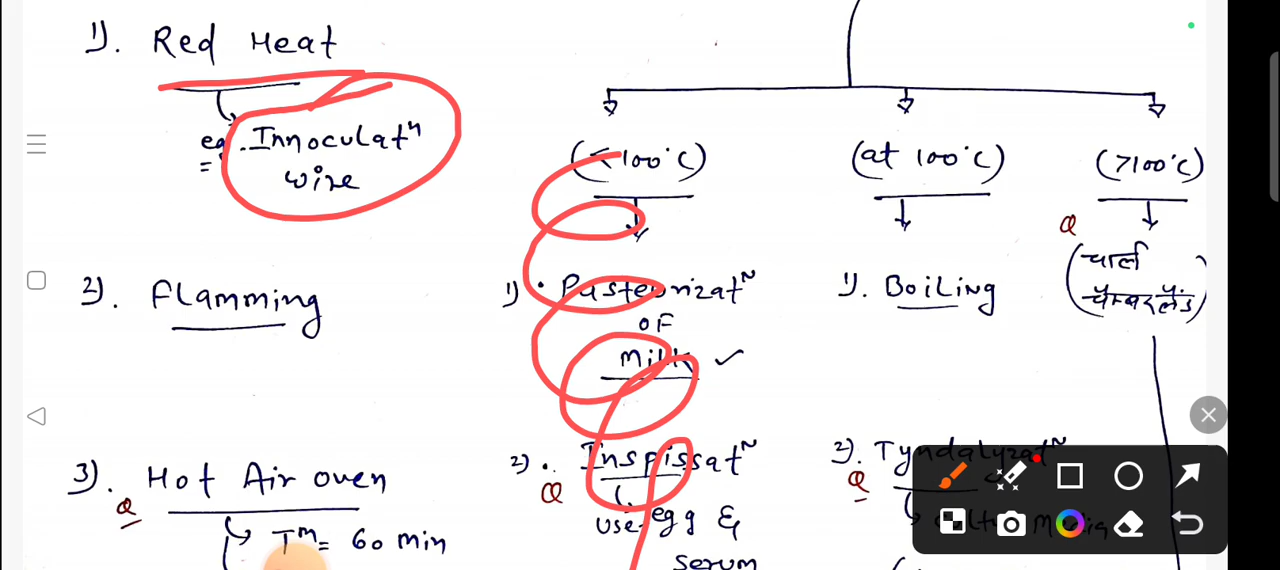 1). Red Heat
eg. Innoculatⁿ
wire
2). Flamming
3). Hot Air oven
Q
Tᵐ = 60 min
(<100°C)
1) • Pasteurizatⁿ
OF
Milk ✓
2) •. Inspissatⁿ
Q
use egg &
serum
(at 100°C)
1). Boiling
2). Tyndalyzatⁿ
Q
(>100°C)
Q
(चार्ल्स
चैम्बरलैंड)